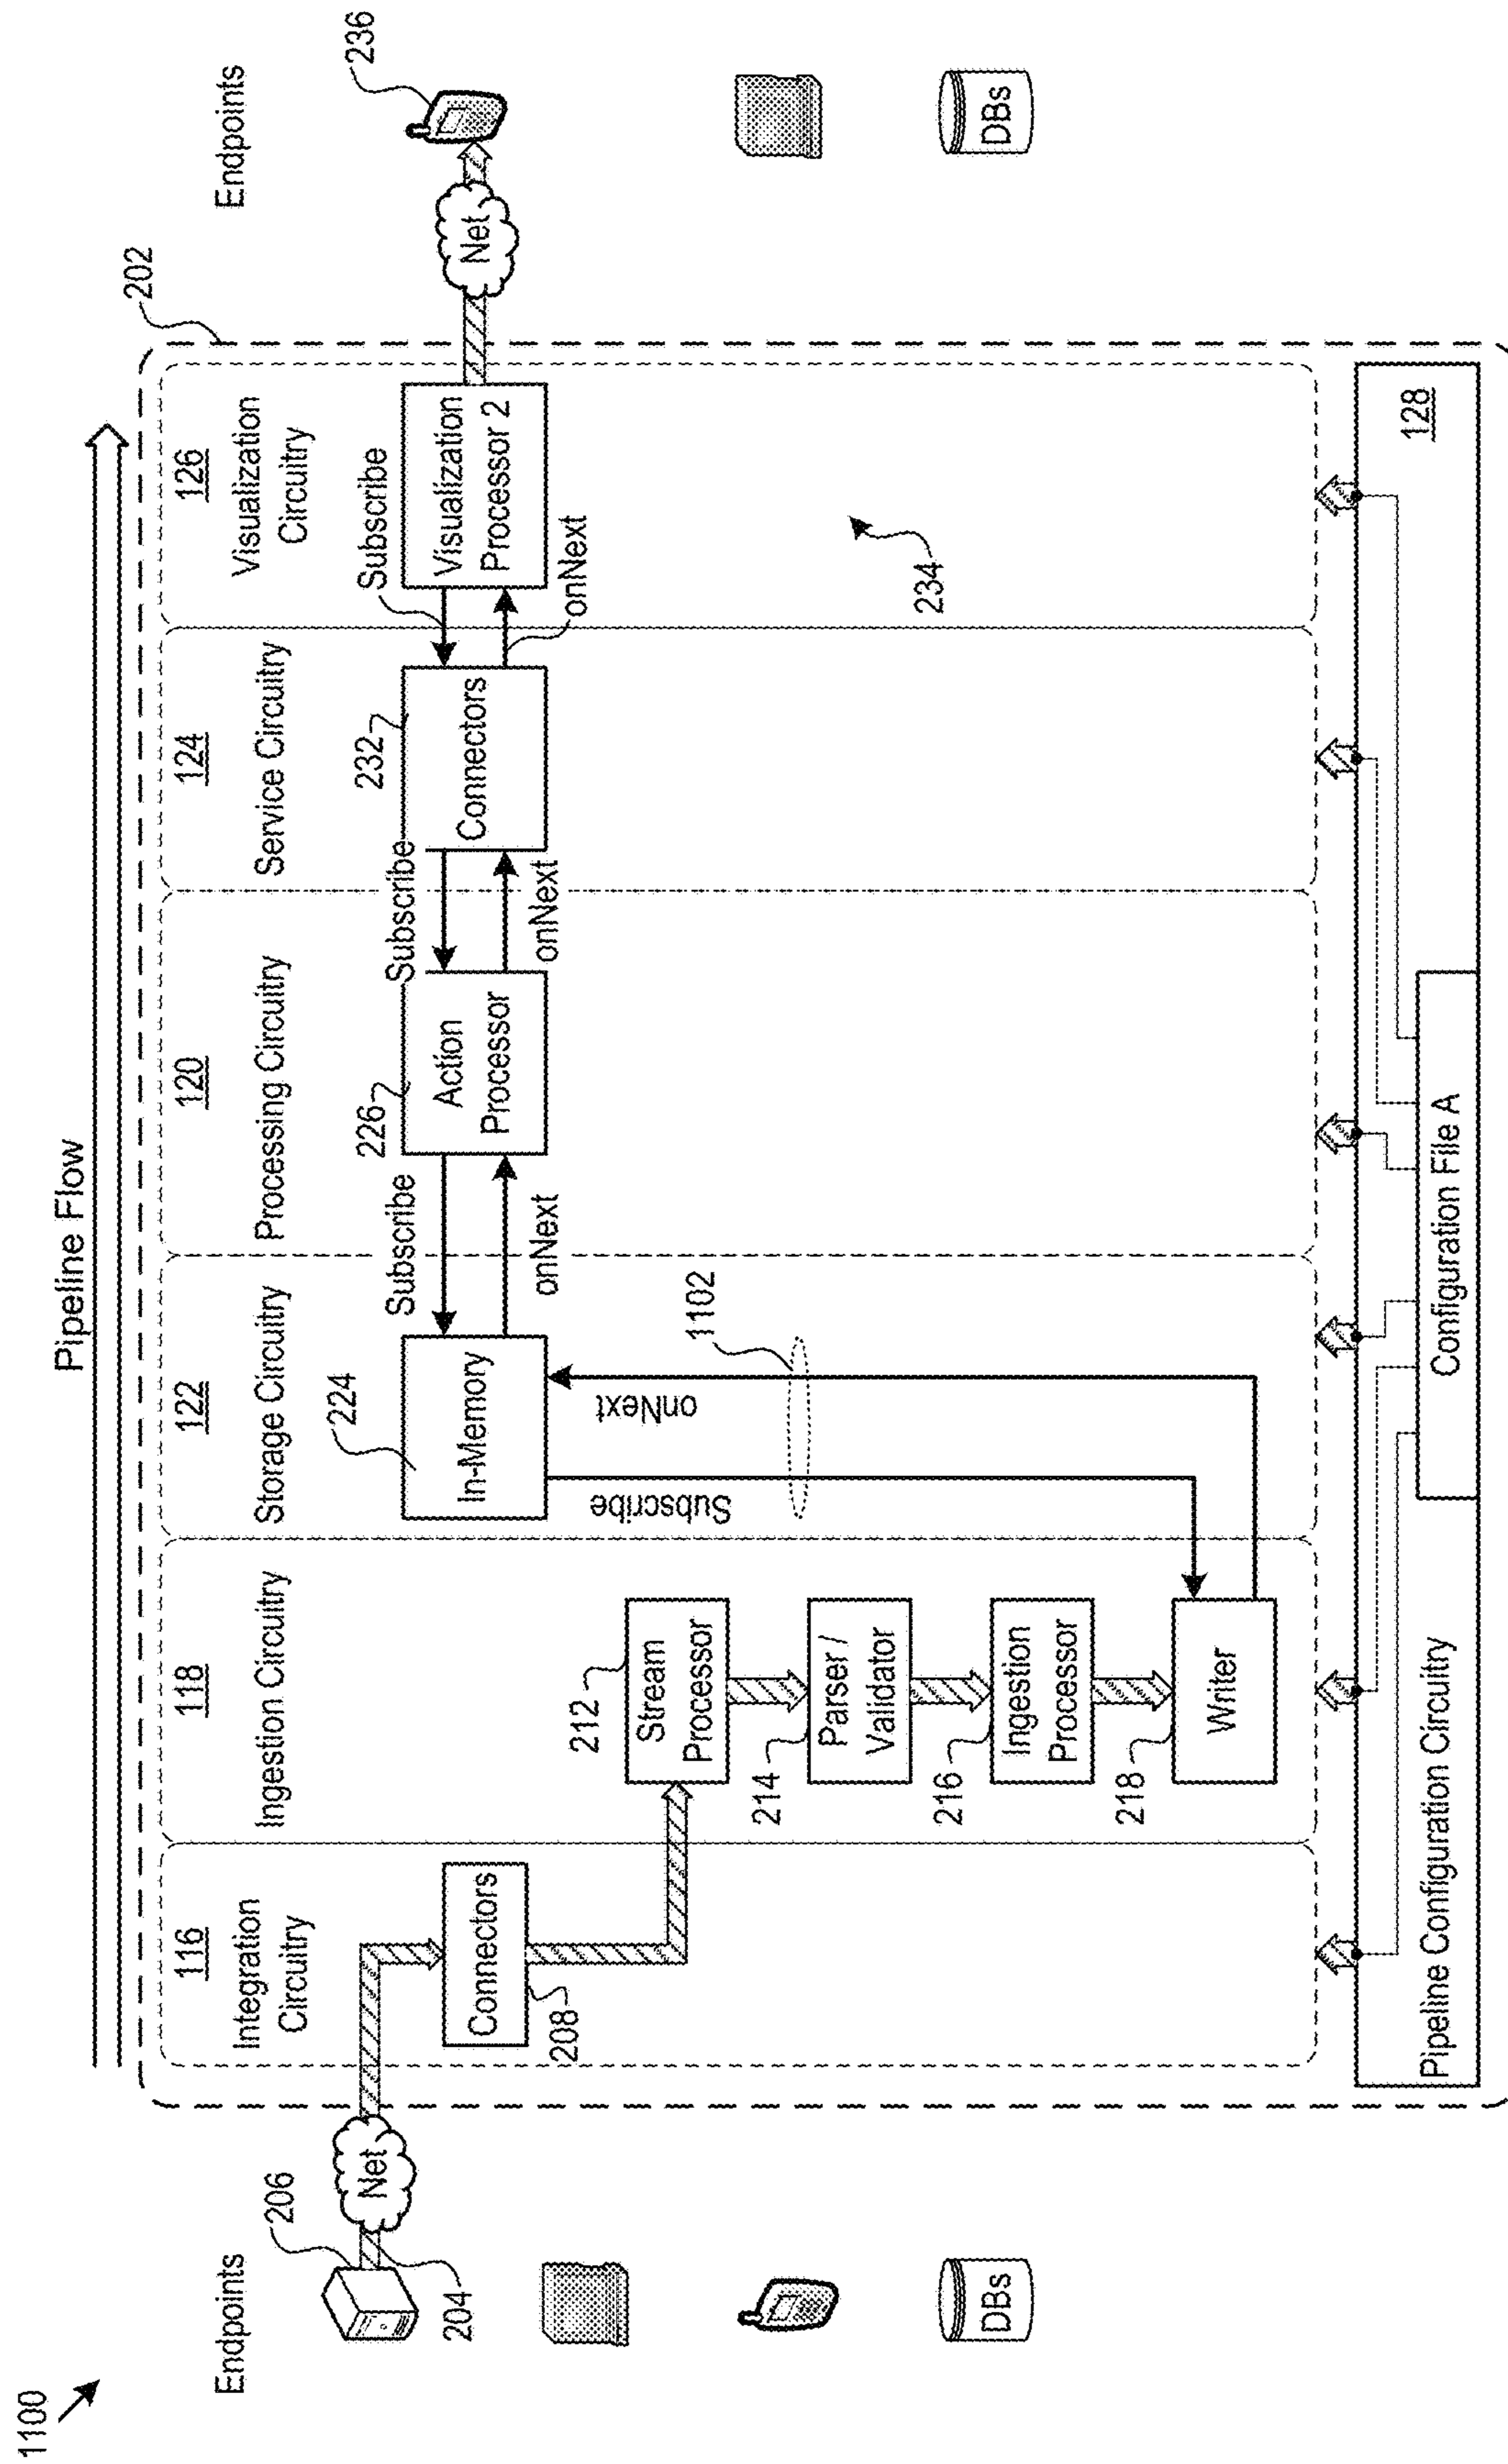 1100
Pipeline Flow
Endpoints
206
204
Net
DBs
202
116
Integration
Circuitry
Connectors
208
118
Ingestion Circuitry
212
Stream
Processor
214
Parser /
Validator
216
Ingestion
Processor
218
Writer
122
Storage Circuitry
224
In-Memory
Subscribe
onNext
1102
Subscribe
onNext
120
Processing Circuitry
226
Action
Processor
Subscribe
onNext
124
Service Circuitry
232
Connectors
Subscribe
onNext
126
Visualization
Circuitry
Visualization
Processor 2
234
Endpoints
236
Net
DBs
Pipeline Configuration Circuitry
Configuration File A
128